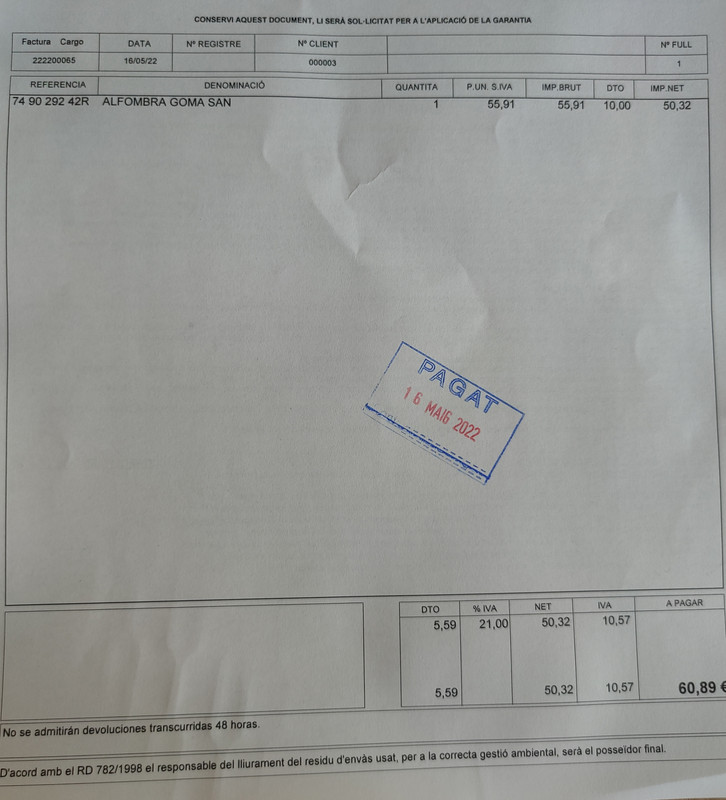 CONSERVI AQUEST DOCUMENT, LI SERÀ SOL·LICITAT PER A L'APLICACIÓ DE LA GARANTIA
Factura Cargo DATA Nº REGISTRE Nº CLIENT Nº FULL
222200065 16/05/22 000003 1
REFERENCIA DENOMINACIÓ QUANTITA P.UN. S.IVA IMP.BRUT DTO IMP.NET
74 90 292 42R ALFOMBRA GOMA SAN 1 55,91 55,91 10,00 50,32
PAGAT
16 MAIG 2022
DTO % IVA NET IVA A PAGAR
5,59 21,00 50,32 10,57
5,59 50,32 10,57 60,89 €
No se admitirán devoluciones transcurridas 48 horas.
D'acord amb el RD 782/1998 el responsable del lliurament del residu d'envàs usat, per a la correcta gestió ambiental, serà el posseïdor final.